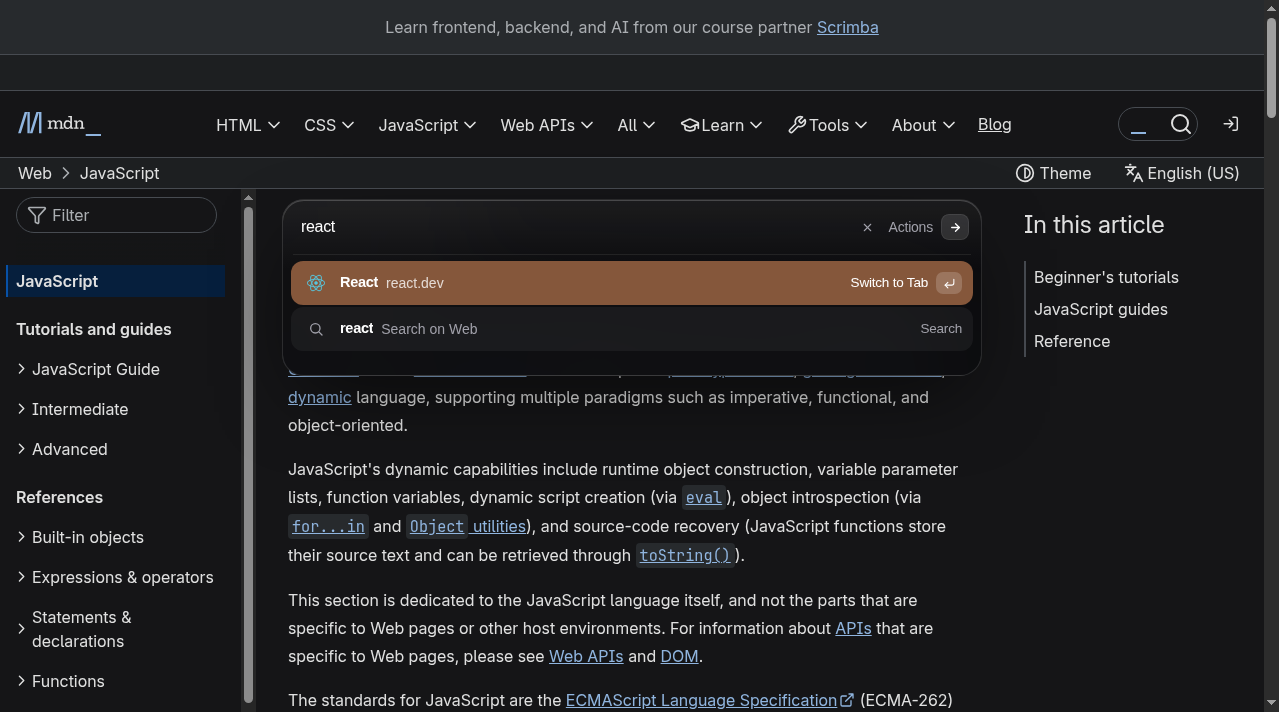 Learn frontend, backend, and AI from our course partner Scrimba
mdn_
HTML CSS JavaScript Web APIs All Learn Tools About Blog
Web JavaScript
Theme English (US)
Filter
JavaScript
Tutorials and guides
JavaScript Guide
Intermediate
Advanced
References
Built-in objects
Expressions & operators
Statements &
declarations
Functions
react
Actions
React react.dev Switch to Tab
react Search on Web Search
dynamic language, supporting multiple paradigms such as imperative, functional, and
object-oriented.
JavaScript's dynamic capabilities include runtime object construction, variable parameter
lists, function variables, dynamic script creation (via eval), object introspection (via
for...in and Object utilities), and source-code recovery (JavaScript functions store
their source text and can be retrieved through toString()).
This section is dedicated to the JavaScript language itself, and not the parts that are
specific to Web pages or other host environments. For information about APIs that are
specific to Web pages, please see Web APIs and DOM.
The standards for JavaScript are the ECMAScript Language Specification (ECMA-262)
In this article
Beginner's tutorials
JavaScript guides
Reference